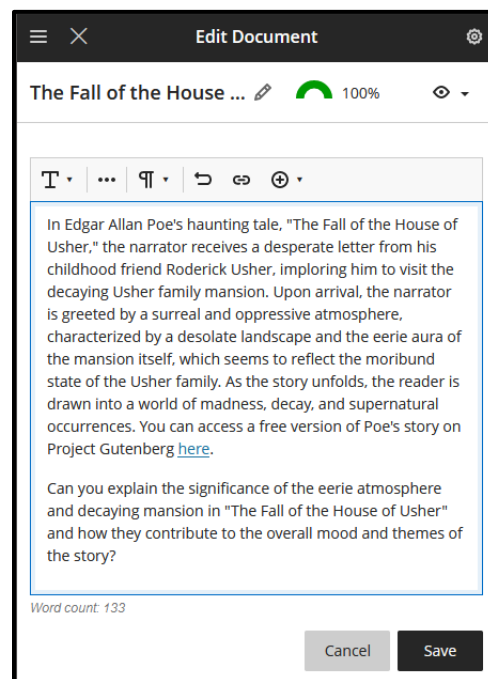 Edit Document
The Fall of the House ...
100%
In Edgar Allan Poe's haunting tale, "The Fall of the House of
Usher," the narrator receives a desperate letter from his
childhood friend Roderick Usher, imploring him to visit the
decaying Usher family mansion. Upon arrival, the narrator
is greeted by a surreal and oppressive atmosphere,
characterized by a desolate landscape and the eerie aura of
the mansion itself, which seems to reflect the moribund
state of the Usher family. As the story unfolds, the reader is
drawn into a world of madness, decay, and supernatural
occurrences. You can access a free version of Poe's story on
Project Gutenberg here.
Can you explain the significance of the eerie atmosphere
and decaying mansion in "The Fall of the House of Usher"
and how they contribute to the overall mood and themes of
the story?
Word count: 133
Cancel Save